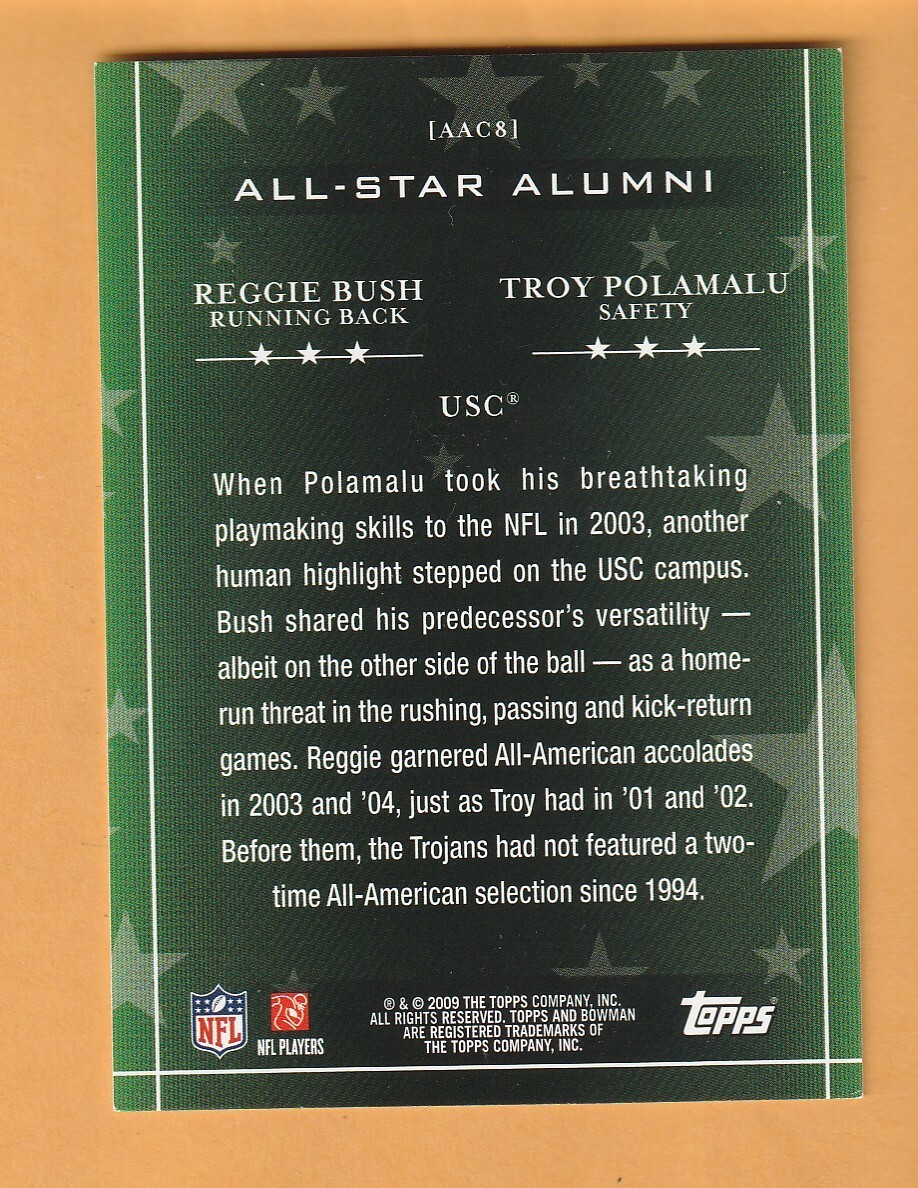 [AAC8]
ALL-STAR ALUMNI
REGGIE BUSH
RUNNING BACK
TROY POLAMALU
SAFETY
USC®
When Polamalu took his breathtaking
playmaking skills to the NFL in 2003, another
human highlight stepped on the USC campus.
Bush shared his predecessor's versatility —
albeit on the other side of the ball — as a home-
run threat in the rushing, passing and kick-return
games. Reggie garnered All-American accolades
in 2003 and '04, just as Troy had in '01 and '02.
Before them, the Trojans had not featured a two-
time All-American selection since 1994.
NFL
NFL PLAYERS
® & © 2009 THE TOPPS COMPANY, INC.
ALL RIGHTS RESERVED. TOPPS AND BOWMAN
ARE REGISTERED TRADEMARKS OF
THE TOPPS COMPANY, INC.
Topps®